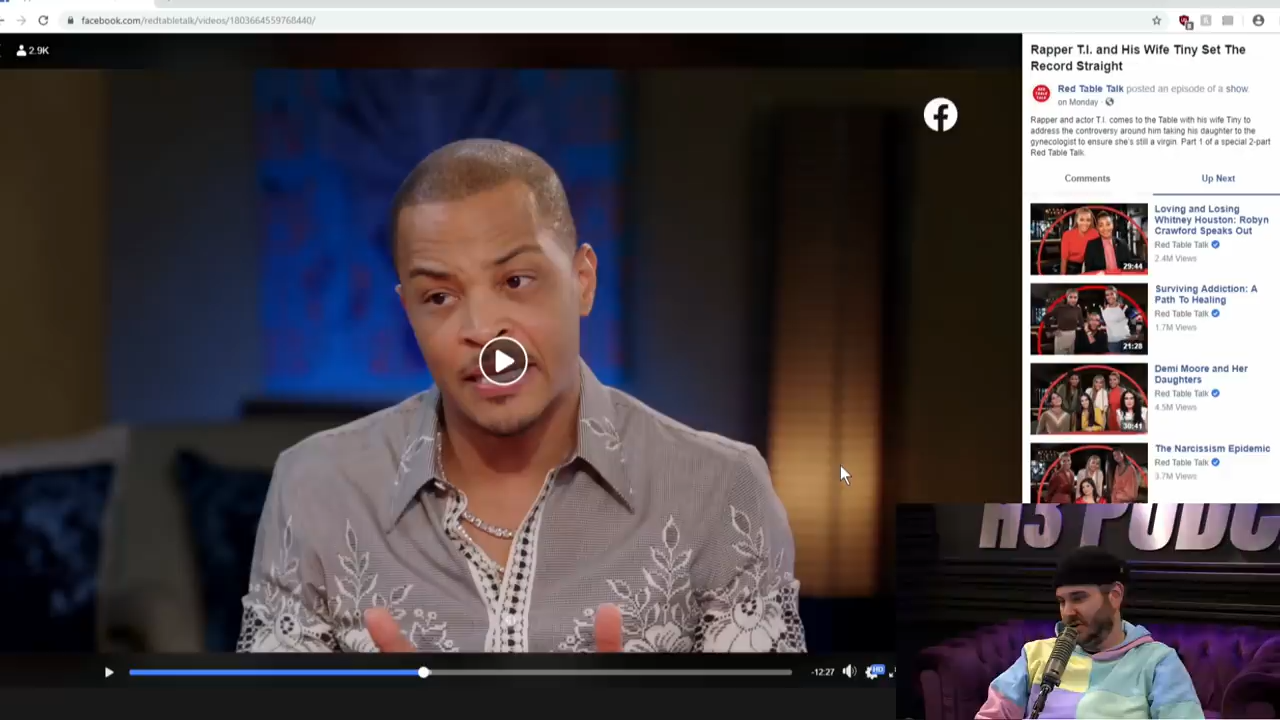 facebook.com/redtabletalk/videos/1803664559768440/
2.9K
Rapper T.I. and His Wife Tiny Set The
Record Straight
RED TABLE TALK
Red Table Talk posted an episode of a show.
on Monday ·
Rapper and actor T.I. comes to the Table with his wife Tiny to
address the controversy around him taking his daughter to the
gynecologist to ensure she's still a virgin. Part 1 of a special 2-part
Red Table Talk.
Comments
Up Next
Loving and Losing
Whitney Houston: Robyn
Crawford Speaks Out
Red Table Talk
2.4M Views
29:44
Surviving Addiction: A
Path To Healing
Red Table Talk
1.7M Views
21:28
Demi Moore and Her
Daughters
Red Table Talk
4.5M Views
30:41
The Narcissism Epidemic
Red Table Talk
3.7M Views
H3 PODC
-12:27
HD